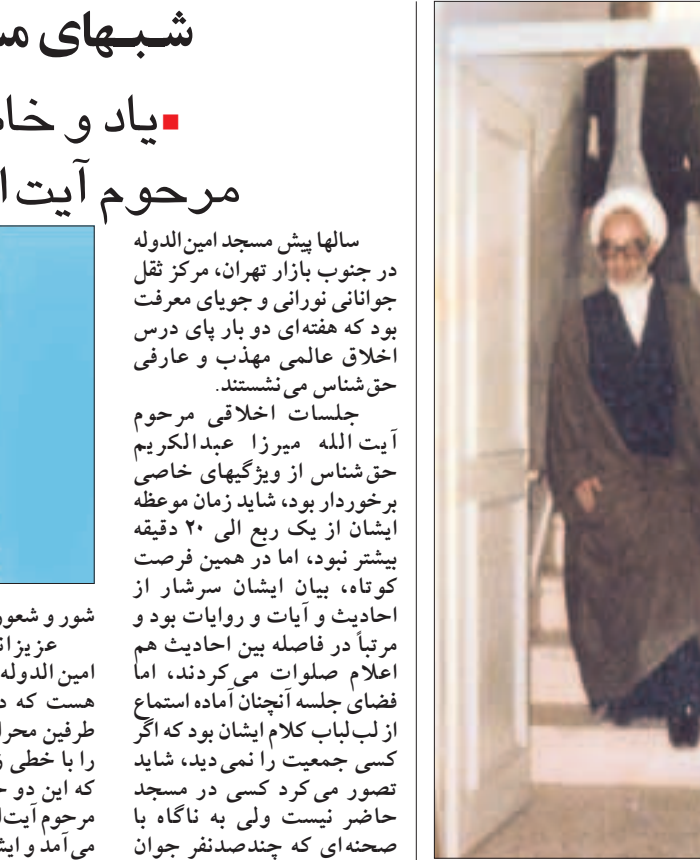 شبهای
■یاد و
مرحوم آیت
سالها پیش مسجد امین‌الدوله
در جنوب بازار تهران، مرکز ثقل
جوانانی نورانی و جویای معرفت
بود که هفته‌ای دو بار پای درس
اخلاق عالمی مهذب و عارفی
حق‌شناس می‌نشستند.
جلسات اخلاقی مرحوم
آیت‌الله میرزا عبدالکریم
حق‌شناس از ویژگیهای خاصی
برخوردار بود، شاید زمان موعظه
ایشان از یک ربع الی ۲۰ دقیقه
بیشتر نبود، اما در همین فرصت
کوتاه، بیان ایشان سرشار از
احادیث و آیات و روایات بود و
مرتباً در فاصله بین احادیث هم
اعلام صلوات می‌کردند، اما
فضای جلسه آنچنان آماده استماع
از لب‌لباب کلام ایشان بود که اگر
کسی جمعیت را نمی‌دید، شاید
تصور می‌کرد کسی در مسجد
حاضر نیست ولی به ناگاه با
صحنه‌ای که چندصدنفر جوان
شور و شعور
امین‌الدوله
هست که
طرفین
را با خطی
که این دو
مرحوم
می‌آمد